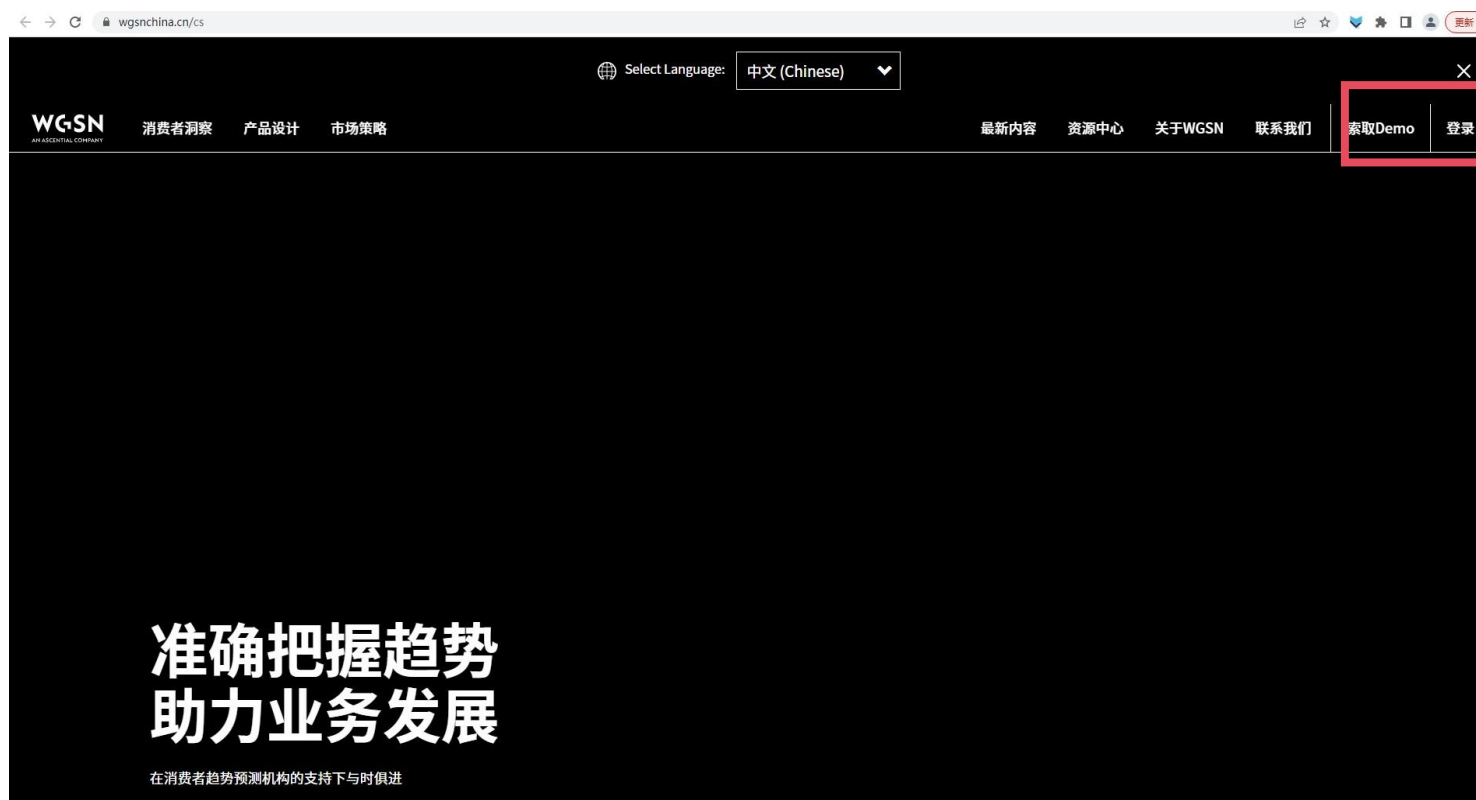 wgsnchina.cn/cs
更新
Select Language: 中文 (Chinese)
WGSN
AN ASCENTIAL COMPANY
消费者洞察 产品设计 市场策略 最新内容 资源中心 关于WGSN 联系我们 索取Demo 登录
准确把握趋势
助力业务发展
在消费者趋势预测机构的支持下与时俱进